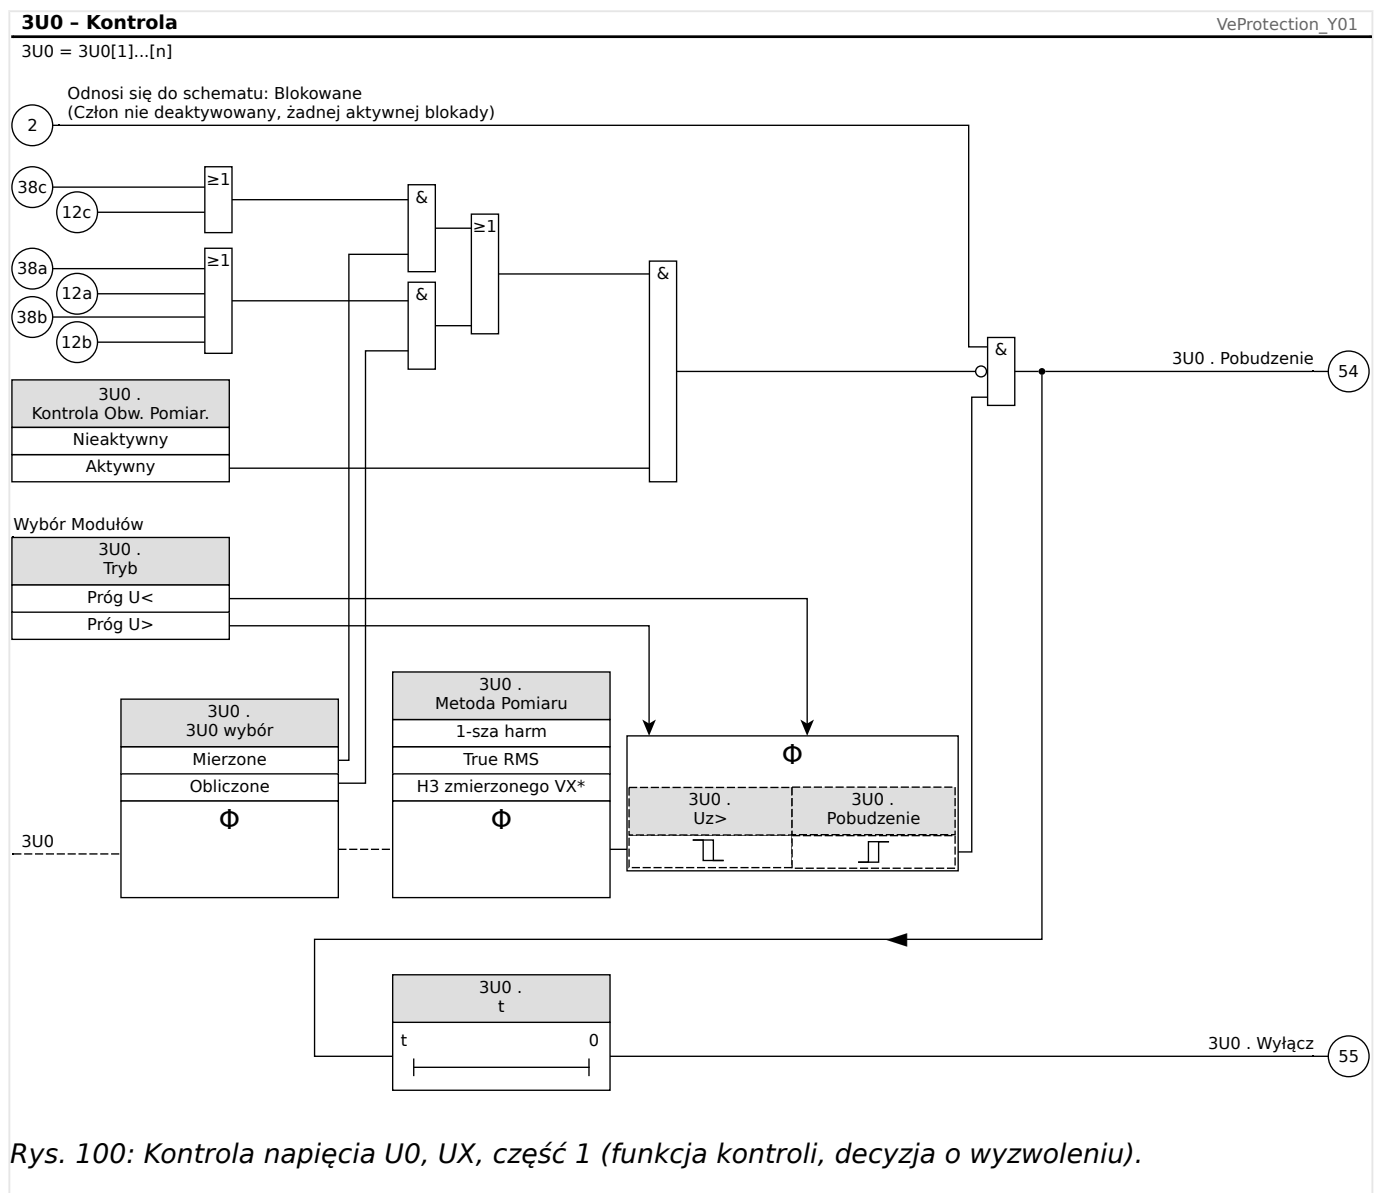 3U0 – Kontrola
VeProtection_Y01
3U0 = 3U0[1]...[n]
Odnosi się do schematu: Blokowane
(Człon nie deaktywowany, żadnej aktywnej blokady)
2
38c
12c
≥1
&
≥1
38a
12a
38b
12b
≥1
&
&
&
3U0 . Pobudzenie
54
3U0 .
Kontrola Obw. Pomiar.
Nieaktywny
Aktywny
Wybór Modułów
3U0 .
Tryb
Próg U<
Próg U>
3U0 .
3U0 wybór
Mierzone
Obliczone
Φ
3U0
3U0 .
Metoda Pomiaru
1-sza harm
True RMS
H3 zmierzonego VX*
Φ
Φ
3U0 .
Uz>
3U0 .
Pobudzenie
3U0 .
t
t
0
3U0 . Wyłącz
55
Rys. 100: Kontrola napięcia U0, UX, część 1 (funkcja kontroli, decyzja o wyzwoleniu).